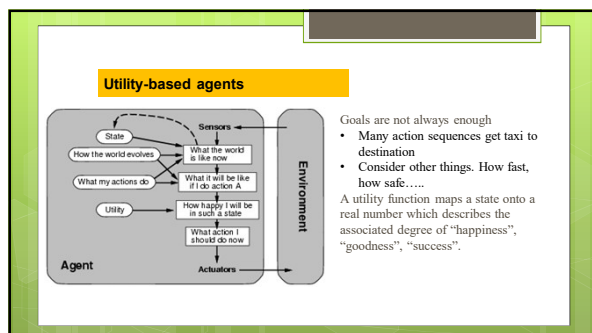 Utility-based agents
Sensors
State
What the world
is like now
How the world evolves
What my actions do
What it will be like
if I do action A
Utility
How happy I will be
in such a state
What action I
should do now
Agent
Actuators
Environment
Goals are not always enough
• Many action sequences get taxi to
destination
• Consider other things. How fast,
how safe…..
A utility function maps a state onto a
real number which describes the
associated degree of “happiness”,
“goodness”, “success”.